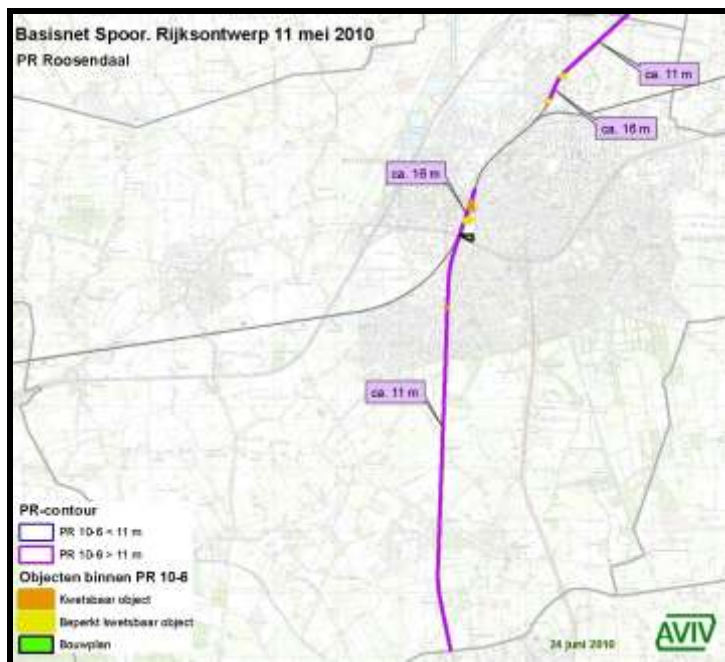 Basisnet Spoor. Rijksontwerp 11 mei 2010
PR Roosendaal
ca. 11 m
ca. 16 m
ca. 16 m
ca. 11 m
PR-contour
PR 10-6 < 11 m
PR 10-6 > 11 m
Objecten binnen PR 10-6
Kwetsbaar object
Beperkt kwetsbaar object
Bouwplan
24 juni 2010
AVIV